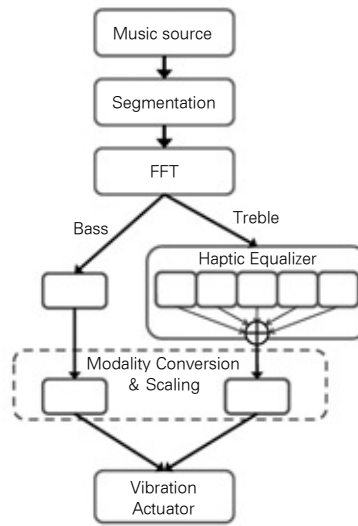 Music source
Segmentation
FFT
Bass
Treble
Haptic Equalizer
Modality Conversion
& Scaling
Vibration
Actuator